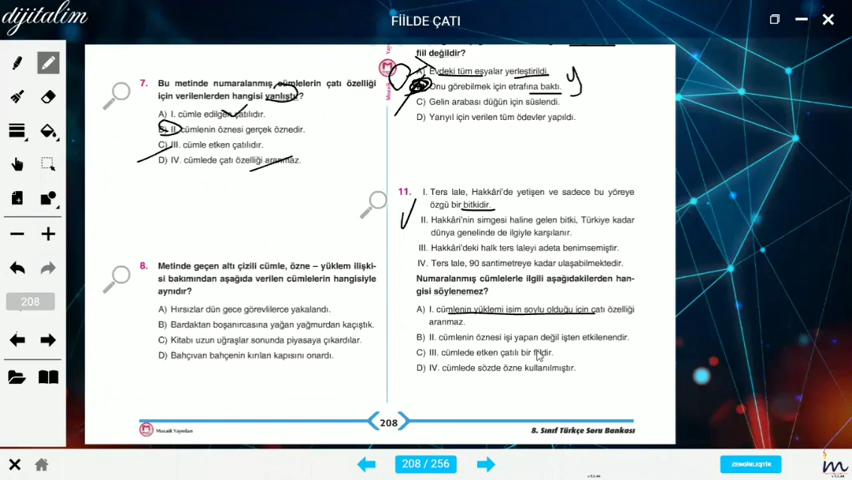 dijitalim
FİİLDE ÇATI
7. Bu metinde numaralanmış cümlelerin çatı özelliği
için verilenlerden hangisi yanlıştır?
A) I. cümle edilgen çatılıdır.
B) II. cümlenin öznesi gerçek öznedir.
C) III. cümle etken çatılıdır.
D) IV. cümlede çatı özelliği aranmaz.
8. Metinde geçen altı çizili cümle, özne – yüklem ilişki-
si bakımından aşağıda verilen cümlelerin hangisiyle
aynıdır?
A) Hırsızlar dün gece görevlilerce yakalandı.
B) Bardaktan boşanırcasına yağan yağmurdan kaçıştık.
C) Kitabı uzun uğraşlar sonunda piyasaya çıkardılar.
D) Bahçıvan bahçenin kırılan kapısını onardı.
fiil değildir?
A) Evdeki tüm eşyalar yerleştirildi.
Onu görebilmek için etrafına baktı.
C) Gelin arabası düğün için süslendi.
D) Yarıyıl için verilen tüm ödevler yapıldı.
11. I. Ters lale, Hakkâri'de yetişen ve sadece bu yöreye
özgü bir bitkidir.
II. Hakkâri'nin simgesi haline gelen bitki, Türkiye kadar
dünya genelinde de ilgiyle karşılanır.
III. Hakkâri'deki halk ters laleyi adeta benimsemiştir.
IV. Ters lale, 90 santimetreye kadar ulaşabilmektedir.
Numaralanmış cümlelerle ilgili aşağıdakilerden han-
gisi söylenemez?
A) I. cümlenin yüklemi isim soylu olduğu için çatı özelliği
aranmaz.
B) II. cümlenin öznesi işi yapan değil işten etkilenendir.
C) III. cümlede etken çatılı bir fiildir.
D) IV. cümlede sözde özne kullanılmıştır.
Mozaik Yayınları
208
8. Sınıf Türkçe Soru Bankası
208
208 / 256
ZENGİNLEŞTİR